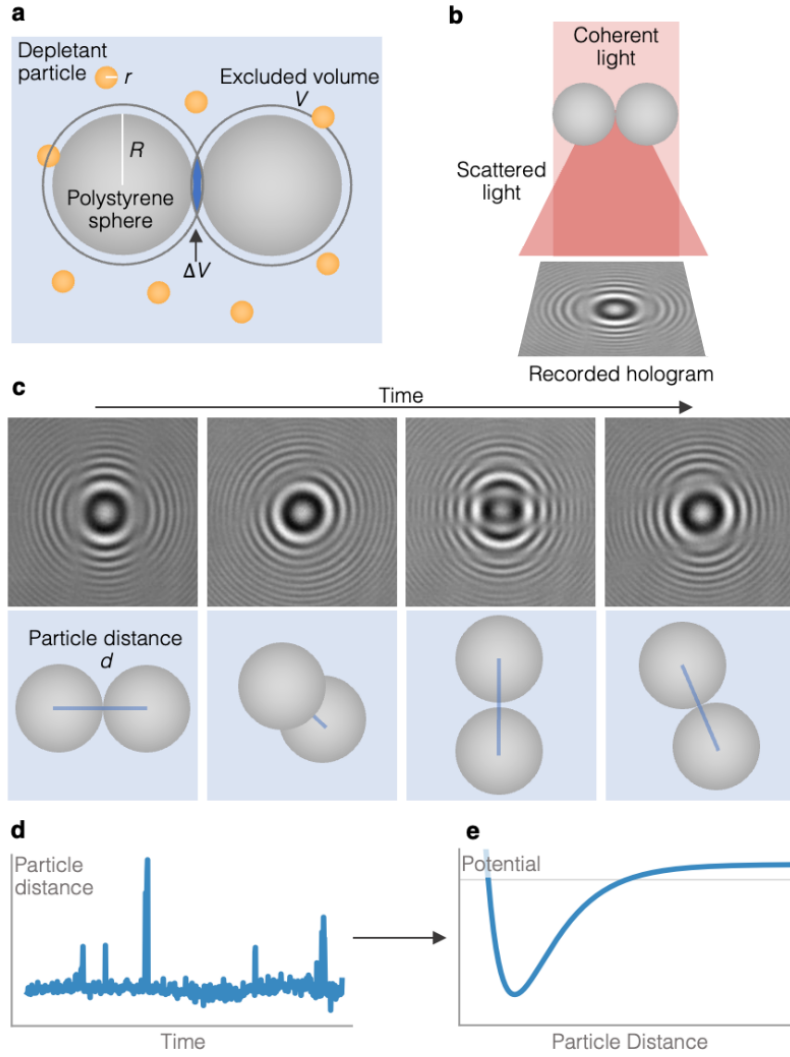 a
Depletant
particle
r
Excluded volume
V
R
Polystyrene
sphere
ΔV
b
Coherent
light
Scattered
light
Recorded hologram
c
Time
Particle distance
d
d
Particle
distance
Time
e
Potential
Particle Distance